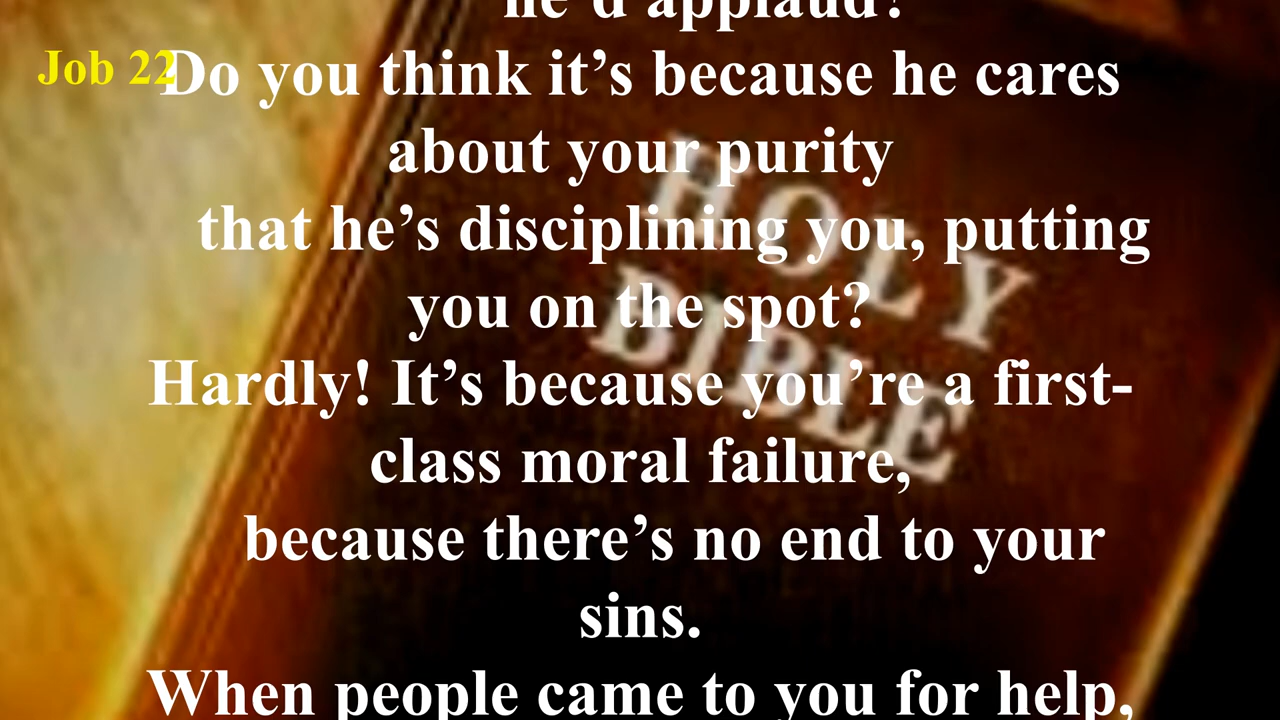 he'd applaud?
Job 22
Do you think it’s because he cares
about your purity
that he’s disciplining you, putting
you on the spot?
Hardly! It’s because you’re a first-
class moral failure,
because there’s no end to your
sins.
When people came to you for help,
HOLY
BIBLE